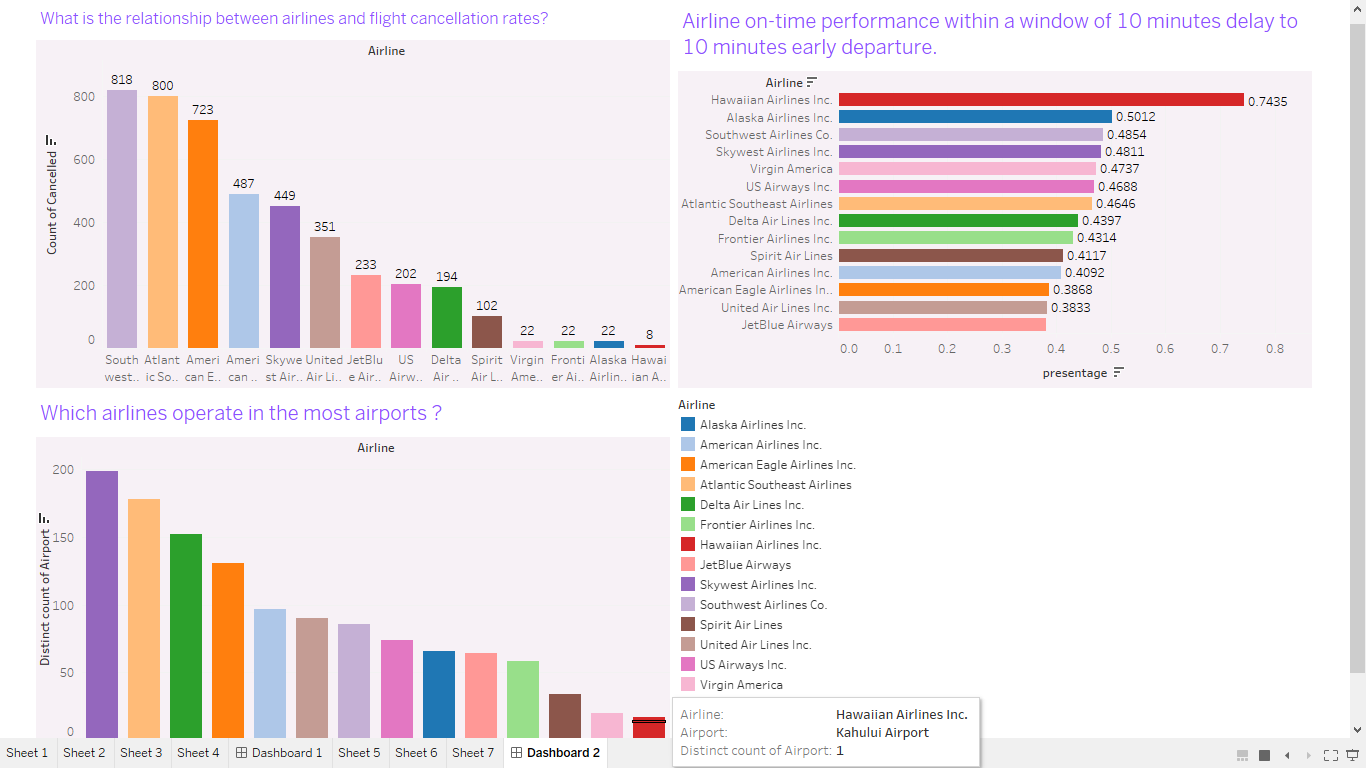 What is the relationship between airlines and flight cancellation rates?
Airline
Count of Cancelled
800
600
400
200
0
818
800
723
487
449
351
233
202
194
102
22
22
22
8
South Atlant Ameri Ameri Skywe United JetBlu US Delta Spirit Virgin Fronti Alaska Hawai
west.. ic So.. can E.. can .. st Air.. Air Li.. e Air.. Airw.. Air .. Air L.. Ame.. er Ai.. Airlin.. ian A..
Airline on-time performance within a window of 10 minutes delay to
10 minutes early departure.
Airline
Hawaiian Airlines Inc. 0.7435
Alaska Airlines Inc. 0.5012
Southwest Airlines Co. 0.4854
Skywest Airlines Inc. 0.4811
Virgin America 0.4737
US Airways Inc. 0.4688
Atlantic Southeast Airlines 0.4646
Delta Air Lines Inc. 0.4397
Frontier Airlines Inc. 0.4314
Spirit Air Lines 0.4117
American Airlines Inc. 0.4092
American Eagle Airlines In.. 0.3868
United Air Lines Inc. 0.3833
JetBlue Airways
0.0 0.1 0.2 0.3 0.4 0.5 0.6 0.7 0.8
presentage
Which airlines operate in the most airports ?
Airline
Distinct count of Airport
200
150
100
50
0
Airline
Alaska Airlines Inc.
American Airlines Inc.
American Eagle Airlines Inc.
Atlantic Southeast Airlines
Delta Air Lines Inc.
Frontier Airlines Inc.
Hawaiian Airlines Inc.
JetBlue Airways
Skywest Airlines Inc.
Southwest Airlines Co.
Spirit Air Lines
United Air Lines Inc.
US Airways Inc.
Virgin America
Airline: Hawaiian Airlines Inc.
Airport: Kahului Airport
Distinct count of Airport: 1
Sheet 1 Sheet 2 Sheet 3 Sheet 4 Dashboard 1 Sheet 5 Sheet 6 Sheet 7 Dashboard 2